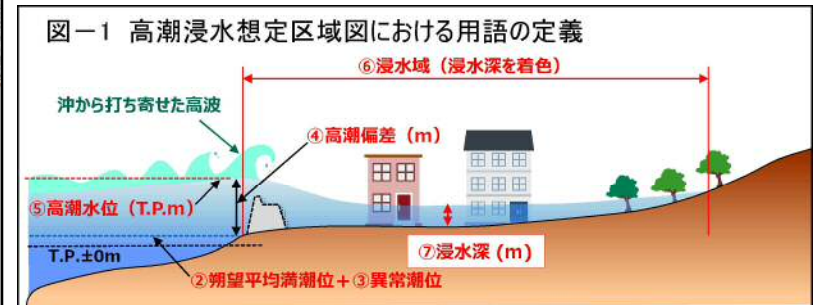 図－1 高潮浸水想定区域図における用語の定義
⑥浸水域（浸水深を着色）
沖から打ち寄せた高波
④高潮偏差（m）
⑤高潮水位（T.P.m）
⑦浸水深 (m)
T.P.±0m
②朔望平均満潮位＋③異常潮位